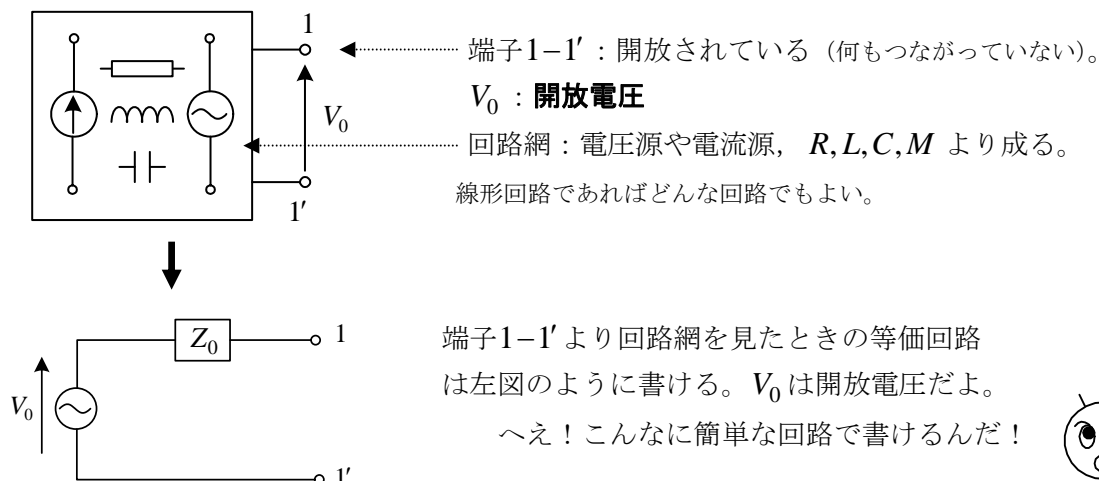 1
端子1−1′：開放されている（何もつながっていない）。
V₀：開放電圧
V₀
回路網：電圧源や電流源，R,L,C,M より成る。
線形回路であればどんな回路でもよい。
1′
Z₀
1
端子1−1′より回路網を見たときの等価回路
は左図のように書ける。V₀は開放電圧だよ。
V₀
へえ！こんなに簡単な回路で書けるんだ！
1′